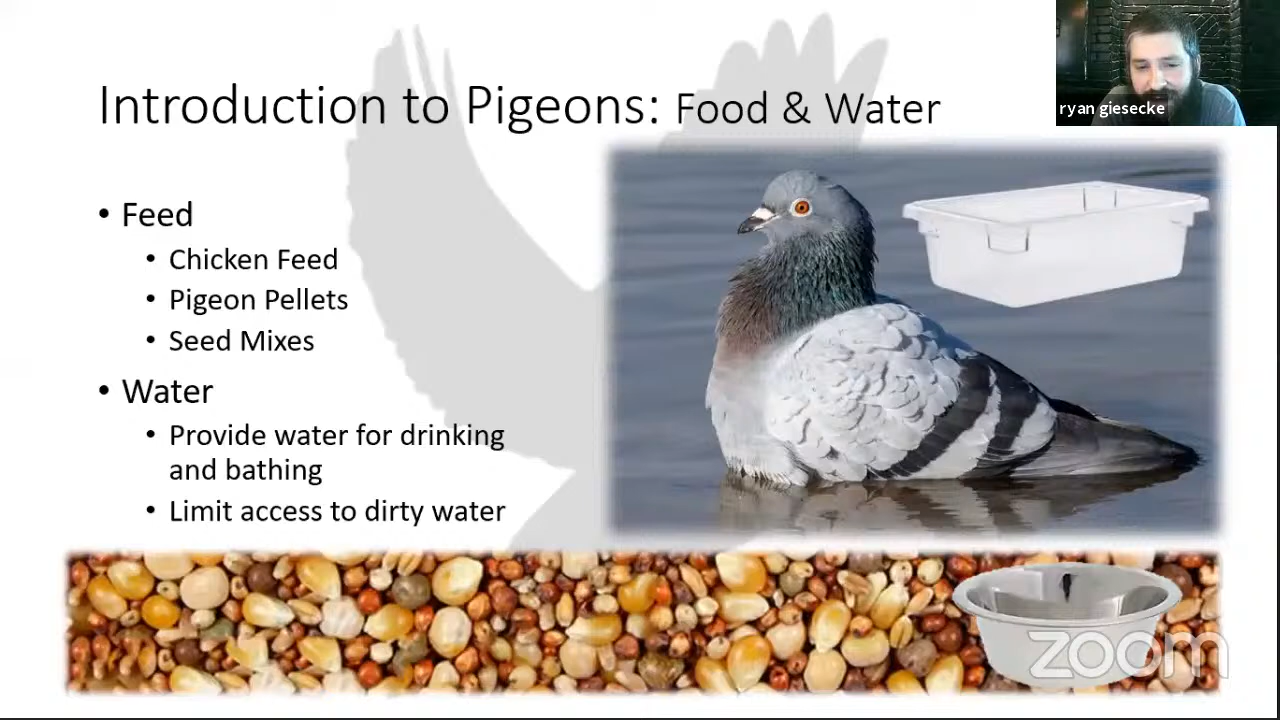 Introduction to Pigeons: Food & Water
ryan giesecke
• Feed
• Chicken Feed
• Pigeon Pellets
• Seed Mixes
• Water
• Provide water for drinking
and bathing
• Limit access to dirty water
zoom